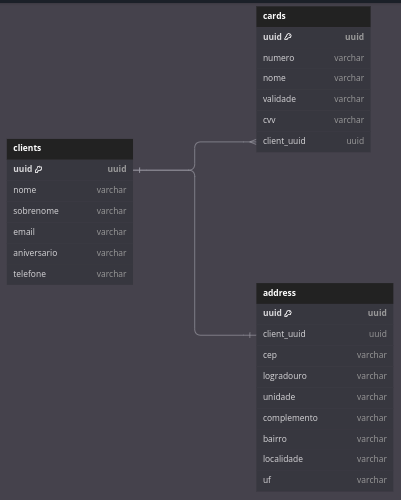 cards
uuid uuid
numero varchar
nome varchar
validade varchar
cvv varchar
client_uuid uuid
clients
uuid uuid
nome varchar
sobrenome varchar
email varchar
aniversario varchar
telefone varchar
address
uuid uuid
client_uuid uuid
cep varchar
logradouro varchar
unidade varchar
complemento varchar
bairro varchar
localidade varchar
uf varchar